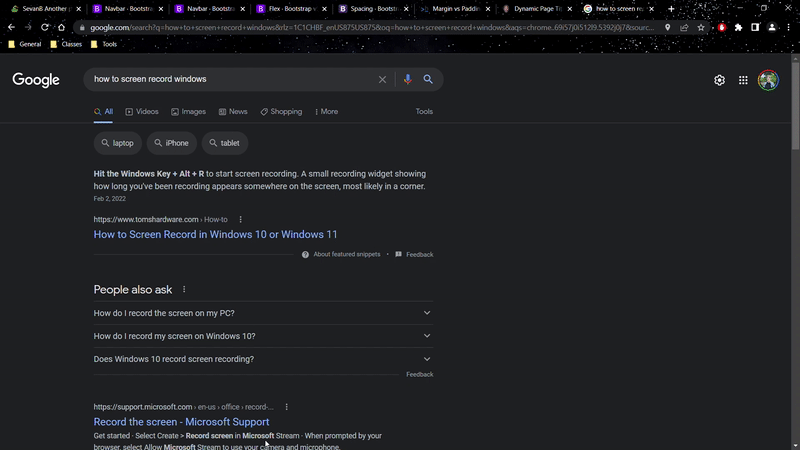 SevanB Another p
Navbar · Bootstrap
Navbar · Bootstrap
Flex · Bootstrap v
Spacing · Bootstrap
Margin vs Paddin
Dynamic Page Tit
how to screen rec
google.com/search?q=how+to+screen+record+windows&rlz=1C1CHBF_enUS875US875&oq=how+to+screen+record+windows&aqs=chrome
General
Classes
Tools
Google
how to screen record windows
All
Videos
Images
News
Shopping
More
Tools
laptop
iPhone
tablet
Hit the Windows Key + Alt + R to start screen recording. A small recording widget showing
how long you've been recording appears somewhere on the screen, most likely in a corner.
Feb 2, 2022
https://www.tomshardware.com › How-to
How to Screen Record in Windows 10 or Windows 11
About featured snippets • Feedback
People also ask
How do I record the screen on my PC?
How do I record my screen on Windows 10?
Does Windows 10 record screen recording?
Feedback
https://support.microsoft.com › en-us › office › record-...
Record the screen - Microsoft Support
Get started · Select Create > Record screen in Microsoft Stream · When prompted by your
browser, select Allow Microsoft Stream to use your camera and microphone.